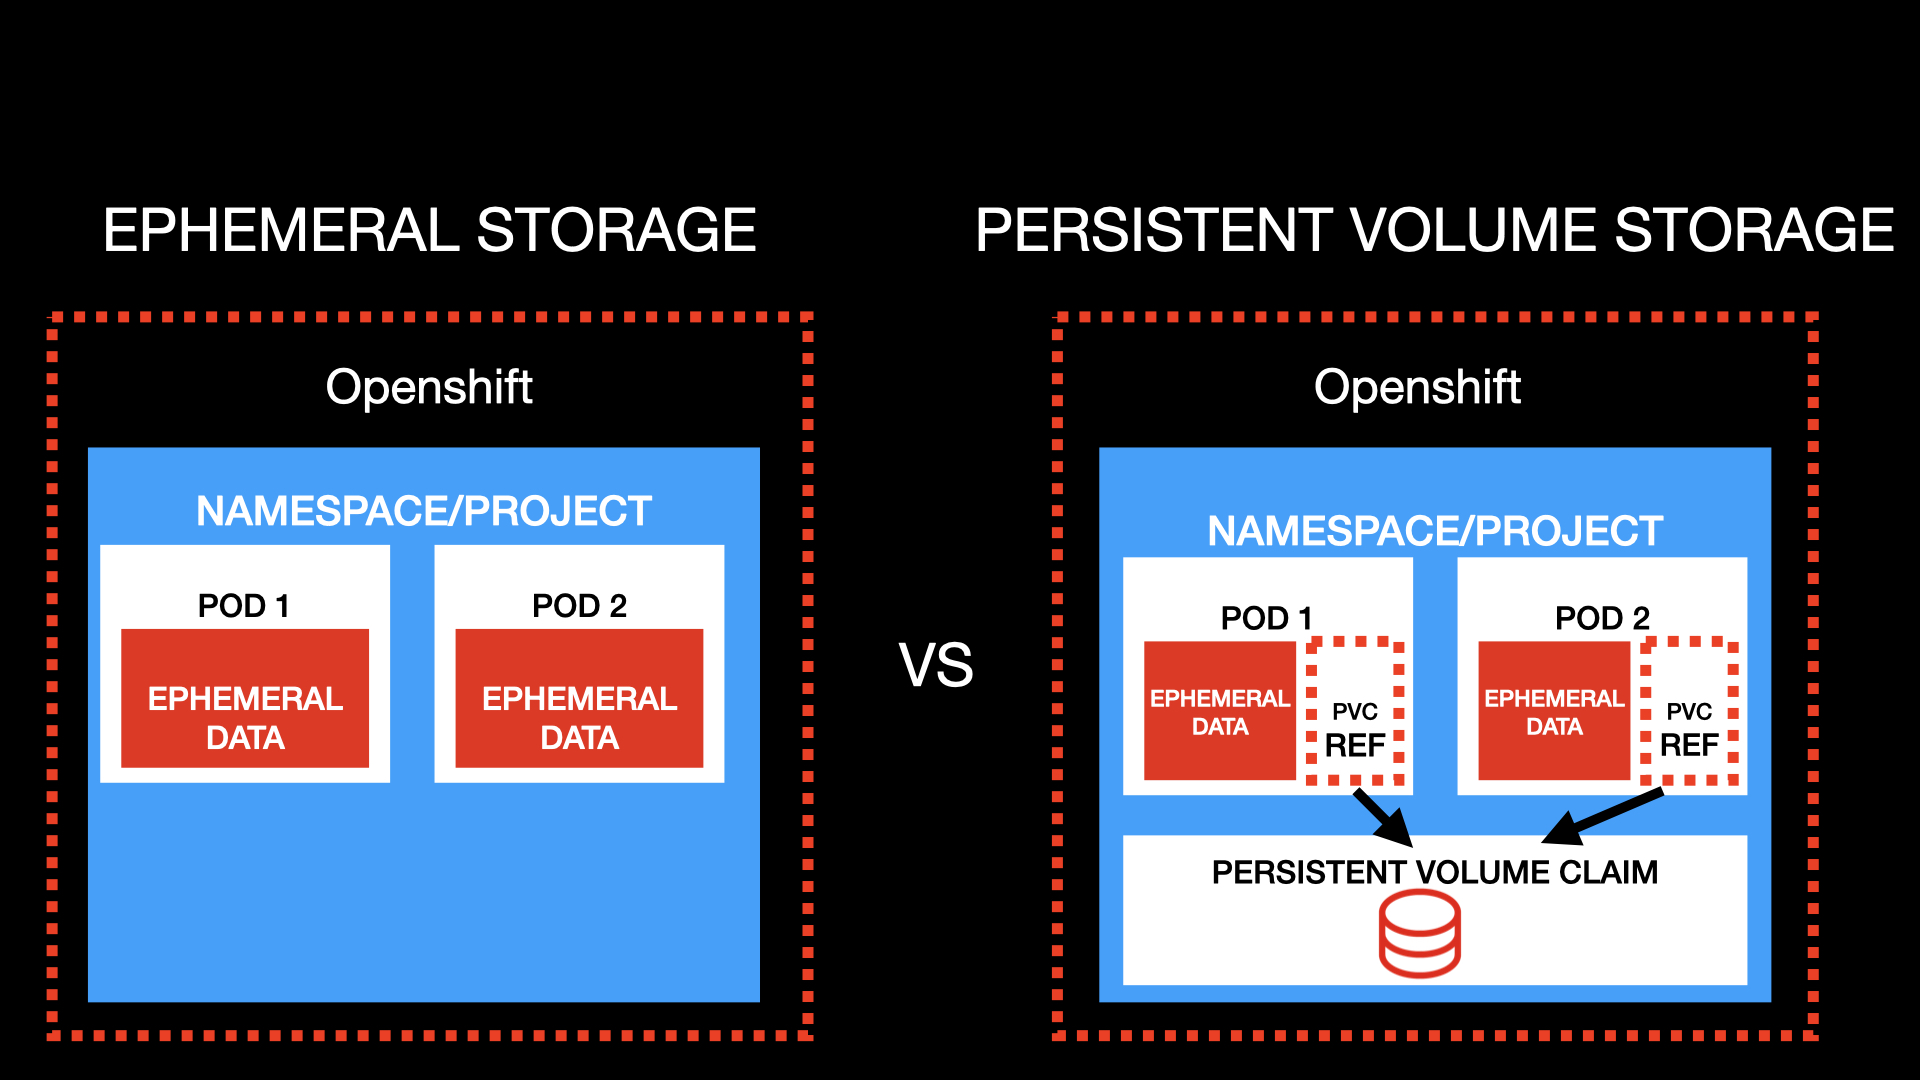 EPHEMERAL STORAGE
Openshift
NAMESPACE/PROJECT
POD 1
EPHEMERAL
DATA
POD 2
EPHEMERAL
DATA
VS
PERSISTENT VOLUME STORAGE
Openshift
NAMESPACE/PROJECT
POD 1
EPHEMERAL
DATA
PVC
REF
POD 2
EPHEMERAL
DATA
PVC
REF
PERSISTENT VOLUME CLAIM